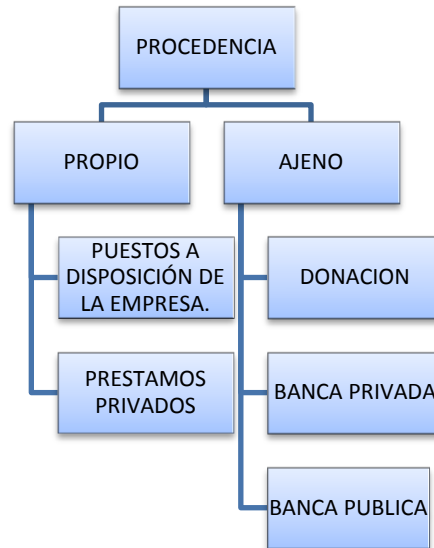 PROCEDENCIA
PROPIO
AJENO
PUESTOS A
DISPOSICIÓN DE
LA EMPRESA.
PRESTAMOS
PRIVADOS
DONACION
BANCA PRIVADA
BANCA PUBLICA